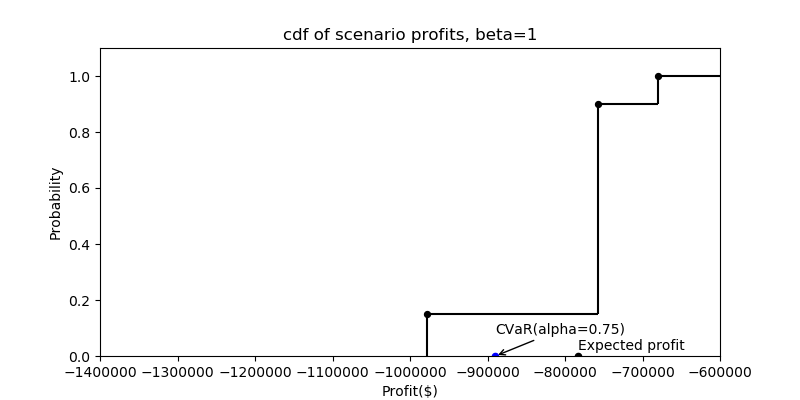 cdf of scenario profits, beta=1
1.0
0.8
0.6
0.4
0.2
0.0
Probability
CVaR(alpha=0.75)
Expected profit
−1400000 −1300000 −1200000 −1100000 −1000000 −900000 −800000 −700000 −600000
Profit($)